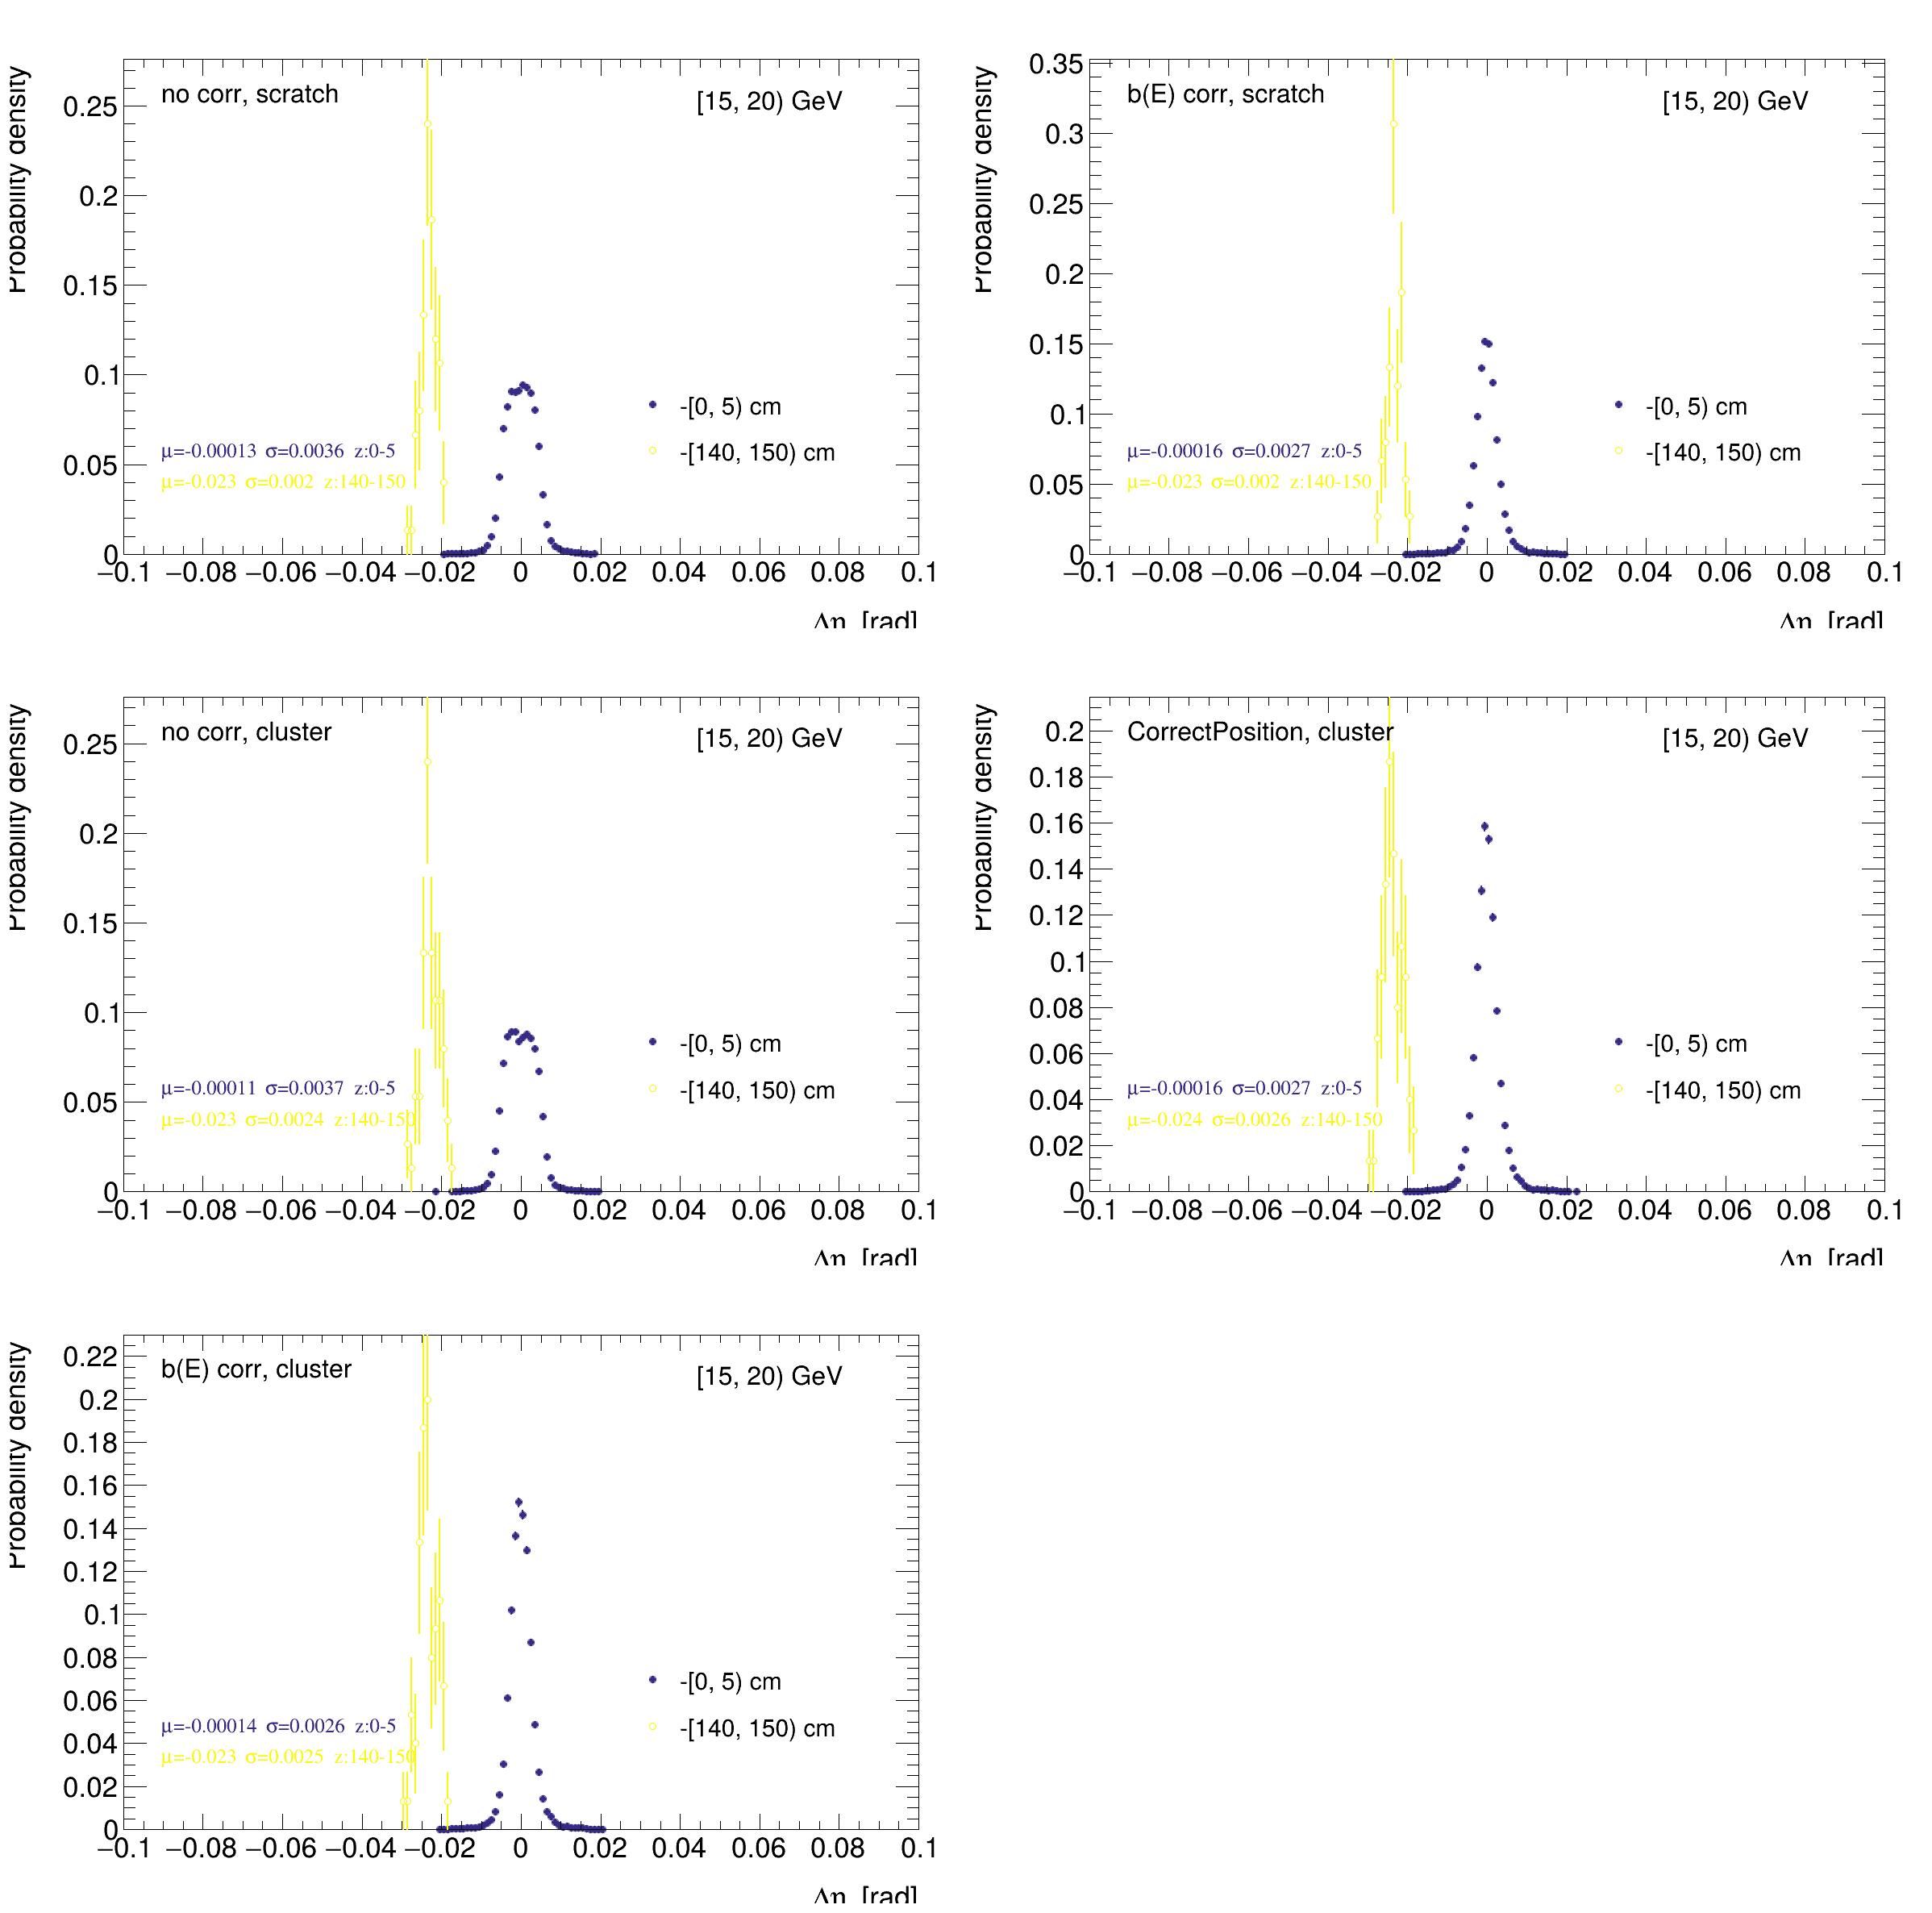 no corr, scratch
[15, 20) GeV
Probability density
0.25
0.2
0.15
0.1
0.05
0
-[0, 5) cm
-[140, 150) cm
μ=-0.00013 σ=0.0036 z:0-5
μ=-0.023 σ=0.002 z:140-150
−0.1 −0.08 −0.06 −0.04 −0.02 0 0.02 0.04 0.06 0.08 0.1
Δη [rad]
b(E) corr, scratch
[15, 20) GeV
Probability density
0.35
0.3
0.25
0.2
0.15
0.1
0.05
0
-[0, 5) cm
-[140, 150) cm
μ=-0.00016 σ=0.0027 z:0-5
μ=-0.023 σ=0.002 z:140-150
−0.1 −0.08 −0.06 −0.04 −0.02 0 0.02 0.04 0.06 0.08 0.1
Δη [rad]
no corr, cluster
[15, 20) GeV
Probability density
0.25
0.2
0.15
0.1
0.05
0
-[0, 5) cm
-[140, 150) cm
μ=-0.00011 σ=0.0037 z:0-5
μ=-0.023 σ=0.0024 z:140-150
−0.1 −0.08 −0.06 −0.04 −0.02 0 0.02 0.04 0.06 0.08 0.1
Δη [rad]
CorrectPosition, cluster
[15, 20) GeV
Probability density
0.2
0.18
0.16
0.14
0.12
0.1
0.08
0.06
0.04
0.02
0
-[0, 5) cm
-[140, 150) cm
μ=-0.00016 σ=0.0027 z:0-5
μ=-0.024 σ=0.0026 z:140-150
−0.1 −0.08 −0.06 −0.04 −0.02 0 0.02 0.04 0.06 0.08 0.1
Δη [rad]
b(E) corr, cluster
[15, 20) GeV
Probability density
0.22
0.2
0.18
0.16
0.14
0.12
0.1
0.08
0.06
0.04
0.02
0
-[0, 5) cm
-[140, 150) cm
μ=-0.00014 σ=0.0026 z:0-5
μ=-0.023 σ=0.0025 z:140-150
−0.1 −0.08 −0.06 −0.04 −0.02 0 0.02 0.04 0.06 0.08 0.1
Δη [rad]